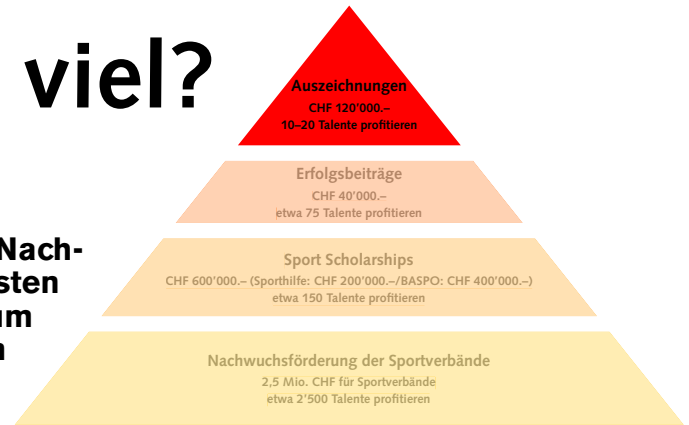 viel?
Auszeichnungen
CHF 120’000.–
10–20 Talente profitieren
Erfolgsbeiträge
CHF 40’000.–
etwa 75 Talente profitieren
Nach-
sten
um
n
Sport Scholarships
CHF 600’000.– (Sporthilfe: CHF 200’000.–/BASPO: CHF 400’000.–)
etwa 150 Talente profitieren
Nachwuchsförderung der Sportverbände
2,5 Mio. CHF für Sportverbände
etwa 2’500 Talente profitieren